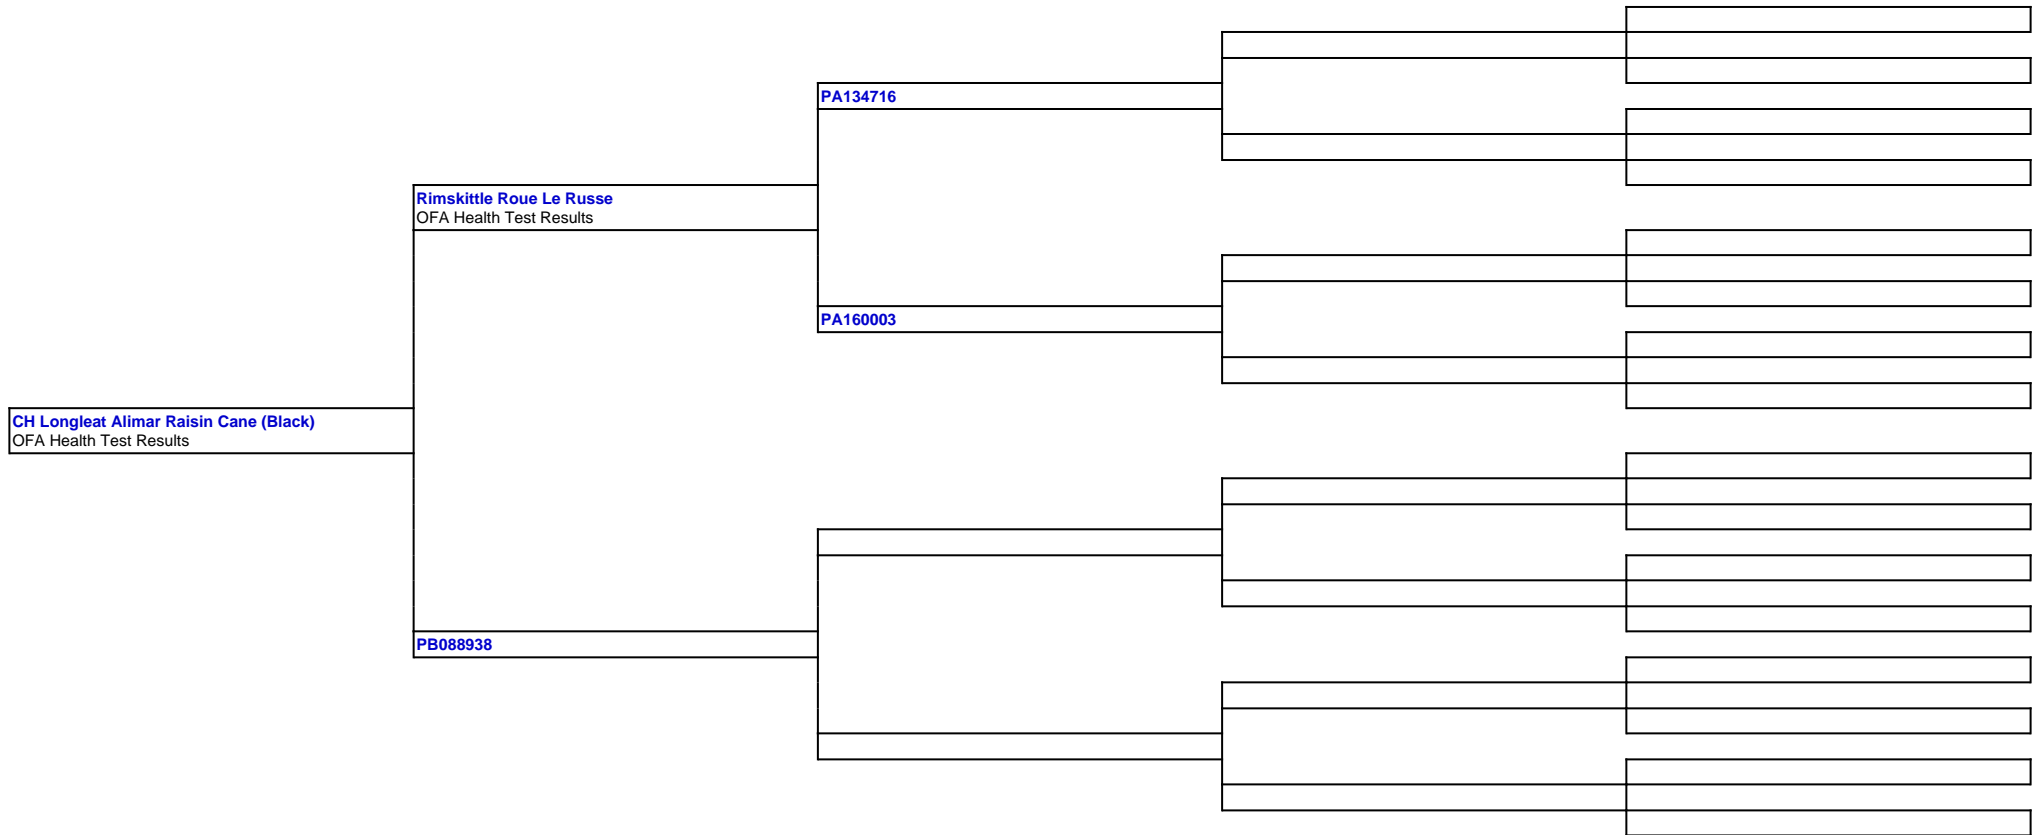 PA134716
Rimskittle Roue Le Russe
OFA Health Test Results
PA160003
CH Longleat Alimar Raisin Cane (Black)
OFA Health Test Results
PB088938